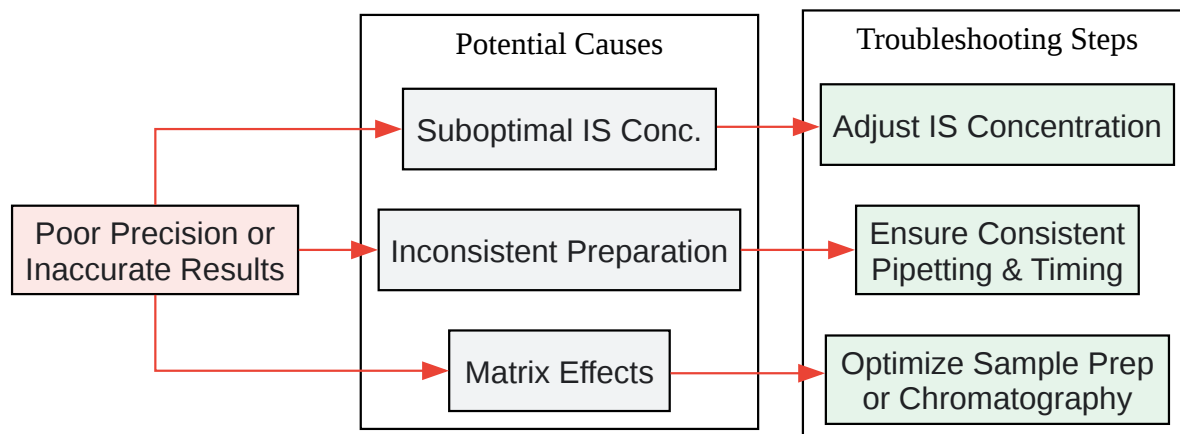 Potential Causes
Troubleshooting Steps
Suboptimal IS Conc.
Adjust IS Concentration
Poor Precision or
Inaccurate Results
Inconsistent Preparation
Ensure Consistent
Pipetting & Timing
Matrix Effects
Optimize Sample Prep
or Chromatography